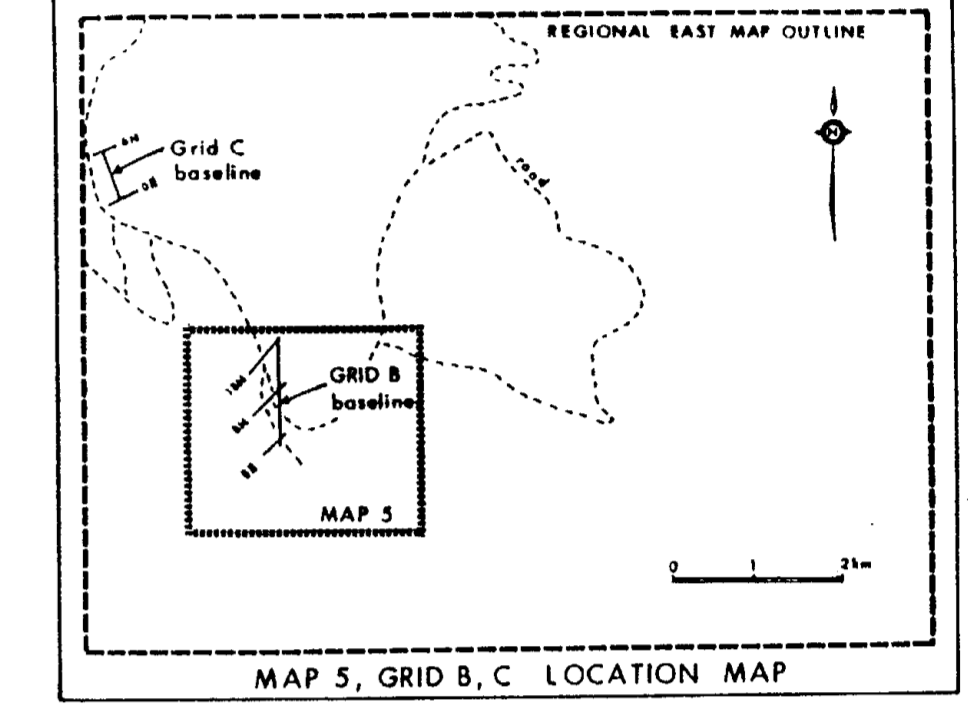 REGIONAL EAST MAP OUTLINE
N
6N
Grid C
baseline
road
GRID B
baseline
MAP 5
0 1 2km
MAP 5, GRID B, C LOCATION MAP